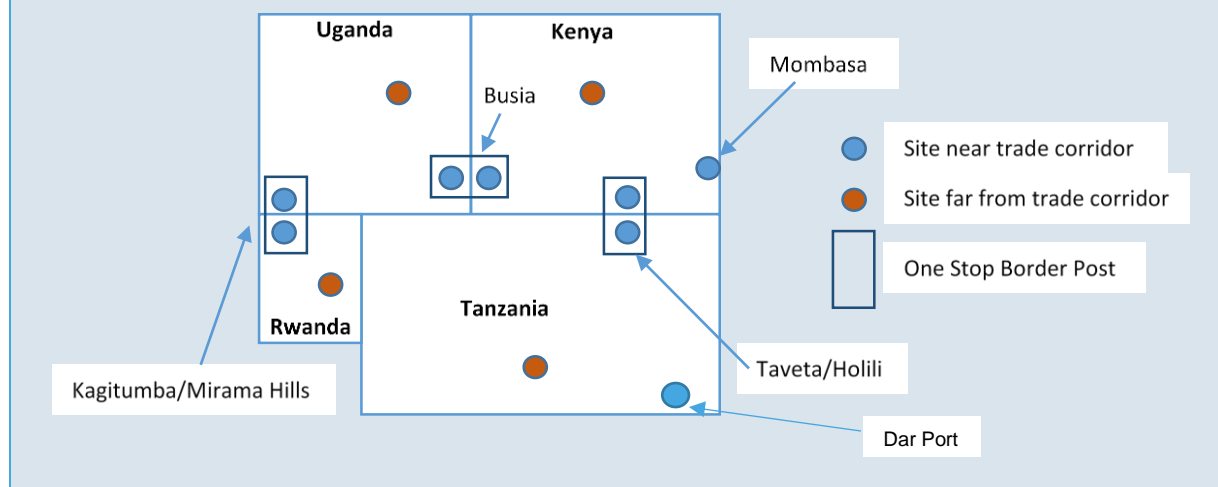 Uganda
Kenya
Mombasa
Busia
Site near trade corridor
Site far from trade corridor
One Stop Border Post
Tanzania
Rwanda
Taveta/Holili
Kagitumba/Mirama Hills
Dar Port